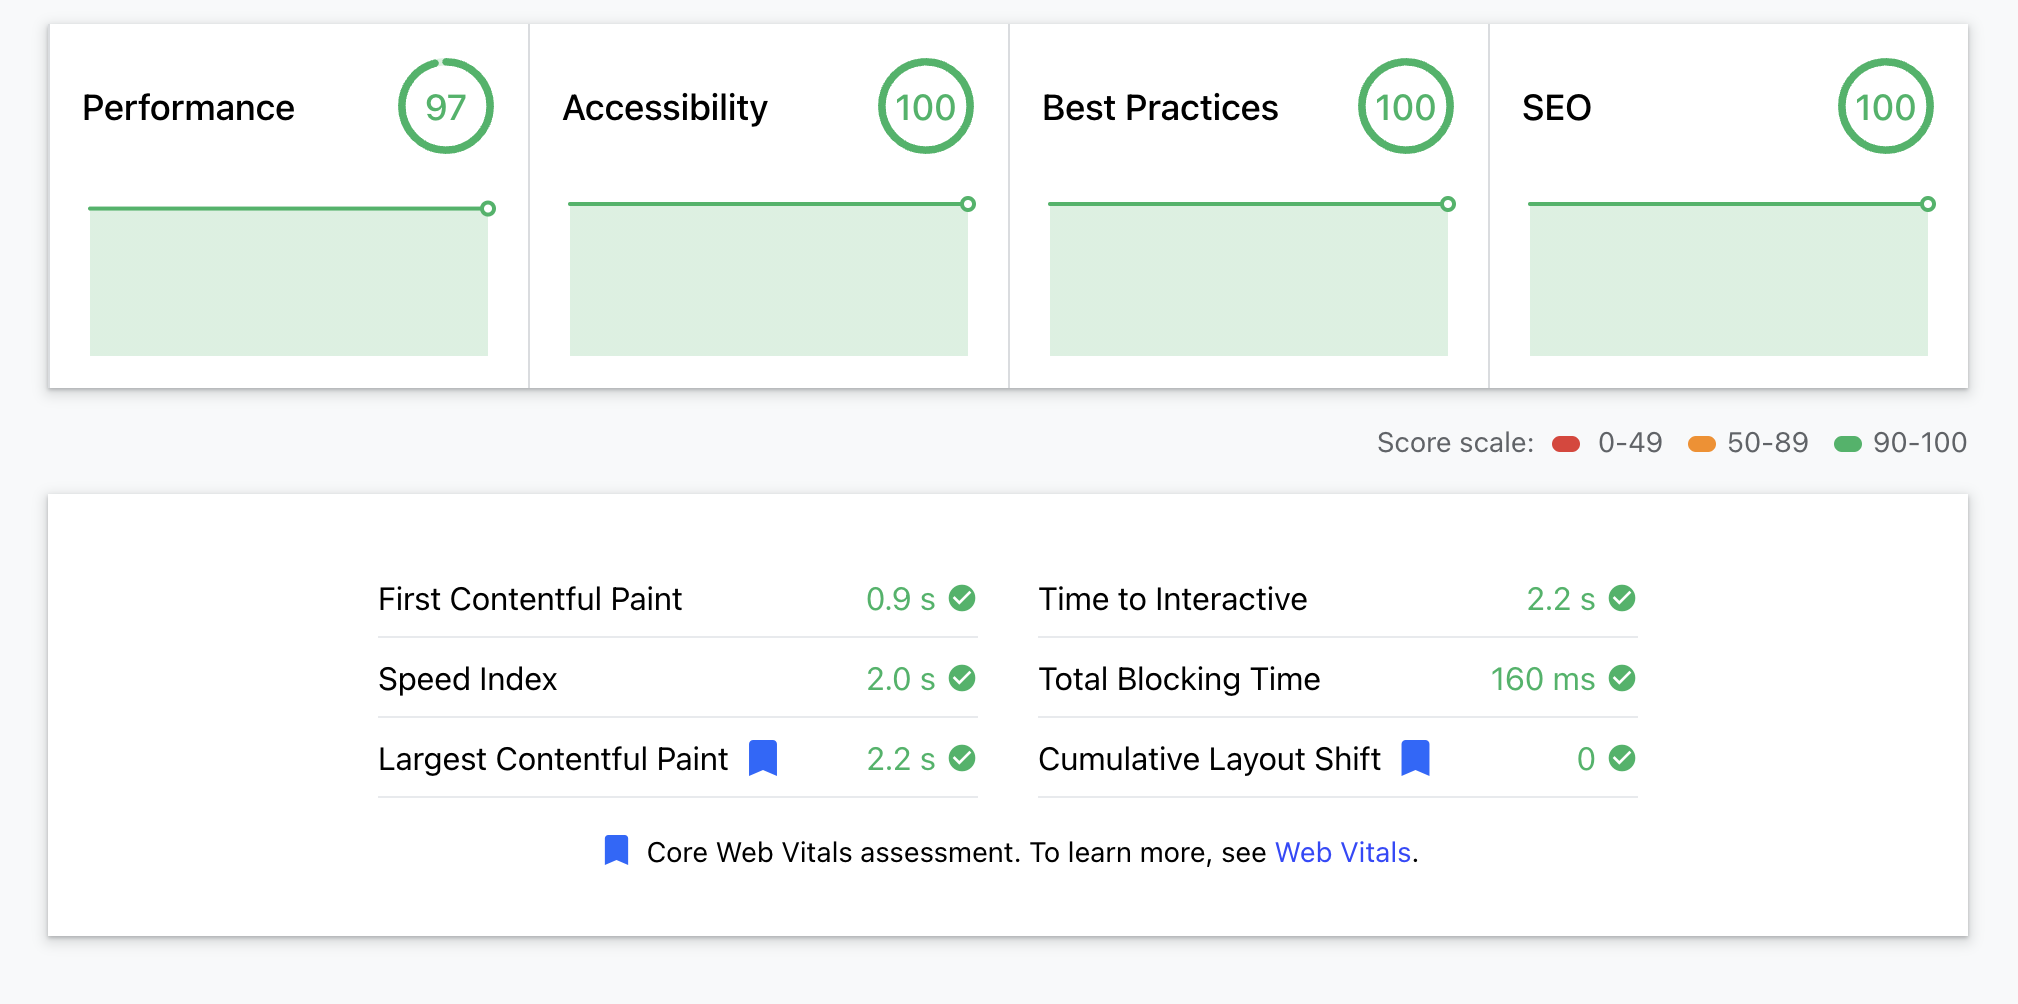 Performance 97
Accessibility 100
Best Practices 100
SEO 100
Score scale: 0-49 50-89 90-100
First Contentful Paint 0.9 s
Time to Interactive 2.2 s
Speed Index 2.0 s
Total Blocking Time 160 ms
Largest Contentful Paint 2.2 s
Cumulative Layout Shift 0
Core Web Vitals assessment. To learn more, see Web Vitals.